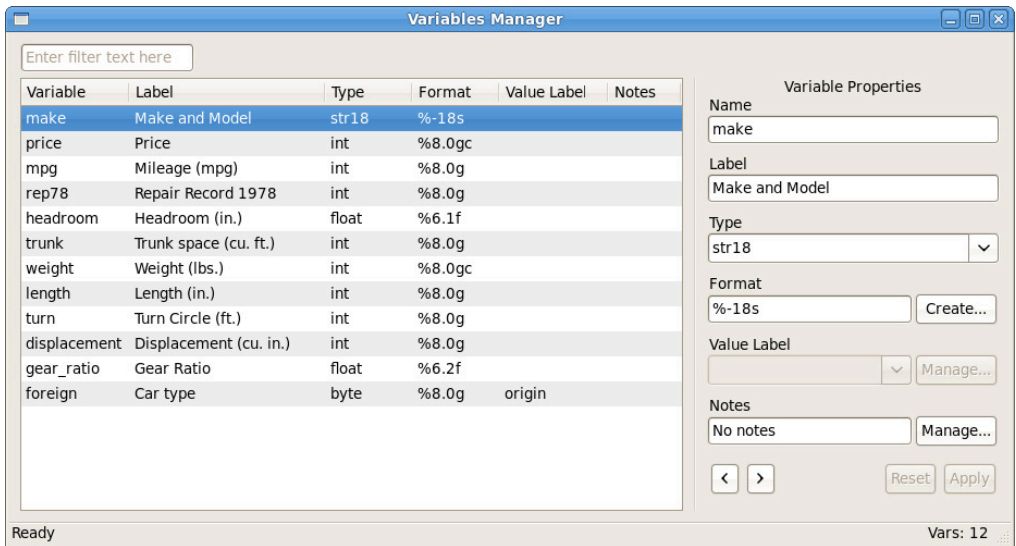 Variables Manager
Enter filter text here
Variable Label Type Format Value Label Notes
make Make and Model str18 %-18s
price Price int %8.0gc
mpg Mileage (mpg) int %8.0g
rep78 Repair Record 1978 int %8.0g
headroom Headroom (in.) float %6.1f
trunk Trunk space (cu. ft.) int %8.0g
weight Weight (lbs.) int %8.0gc
length Length (in.) int %8.0g
turn Turn Circle (ft.) int %8.0g
displacement Displacement (cu. in.) int %8.0g
gear_ratio Gear Ratio float %6.2f
foreign Car type byte %8.0g origin
Variable Properties
Name
make
Label
Make and Model
Type
str18
Format
%-18s Create...
Value Label
Manage...
Notes
No notes Manage...
< > Reset Apply
Ready Vars: 12